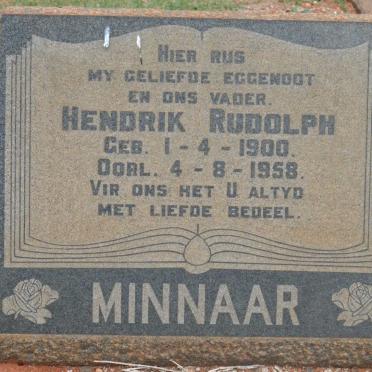 HIER RUS
MY GELIEFDE EGGENOOT
EN ONS VADER.
HENDRIK RUDOLPH
GEB. 1-4-1900.
OORL. 4-8-1958.
VIR ONS HET U ALTYD
MET LIEFDE BEDEEL.
MINNAAR